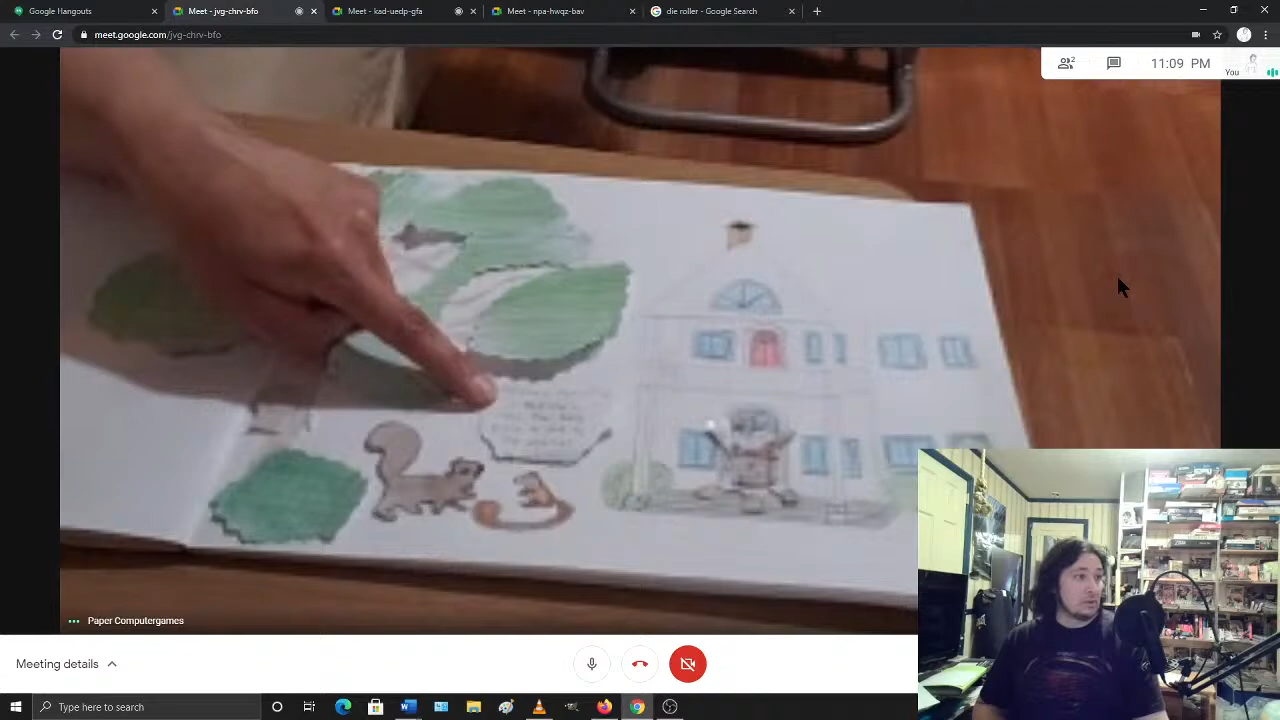 Google Hangouts
Meet - jvg-chrv-bfo
Meet - kad-uedp-gfa
Meet - npa-hwqz-bav
die roller - Google Search
meet.google.com/jvg-chrv-bfo
2
11:09 PM
You
Paper Computergames
Meeting details
Type here to search